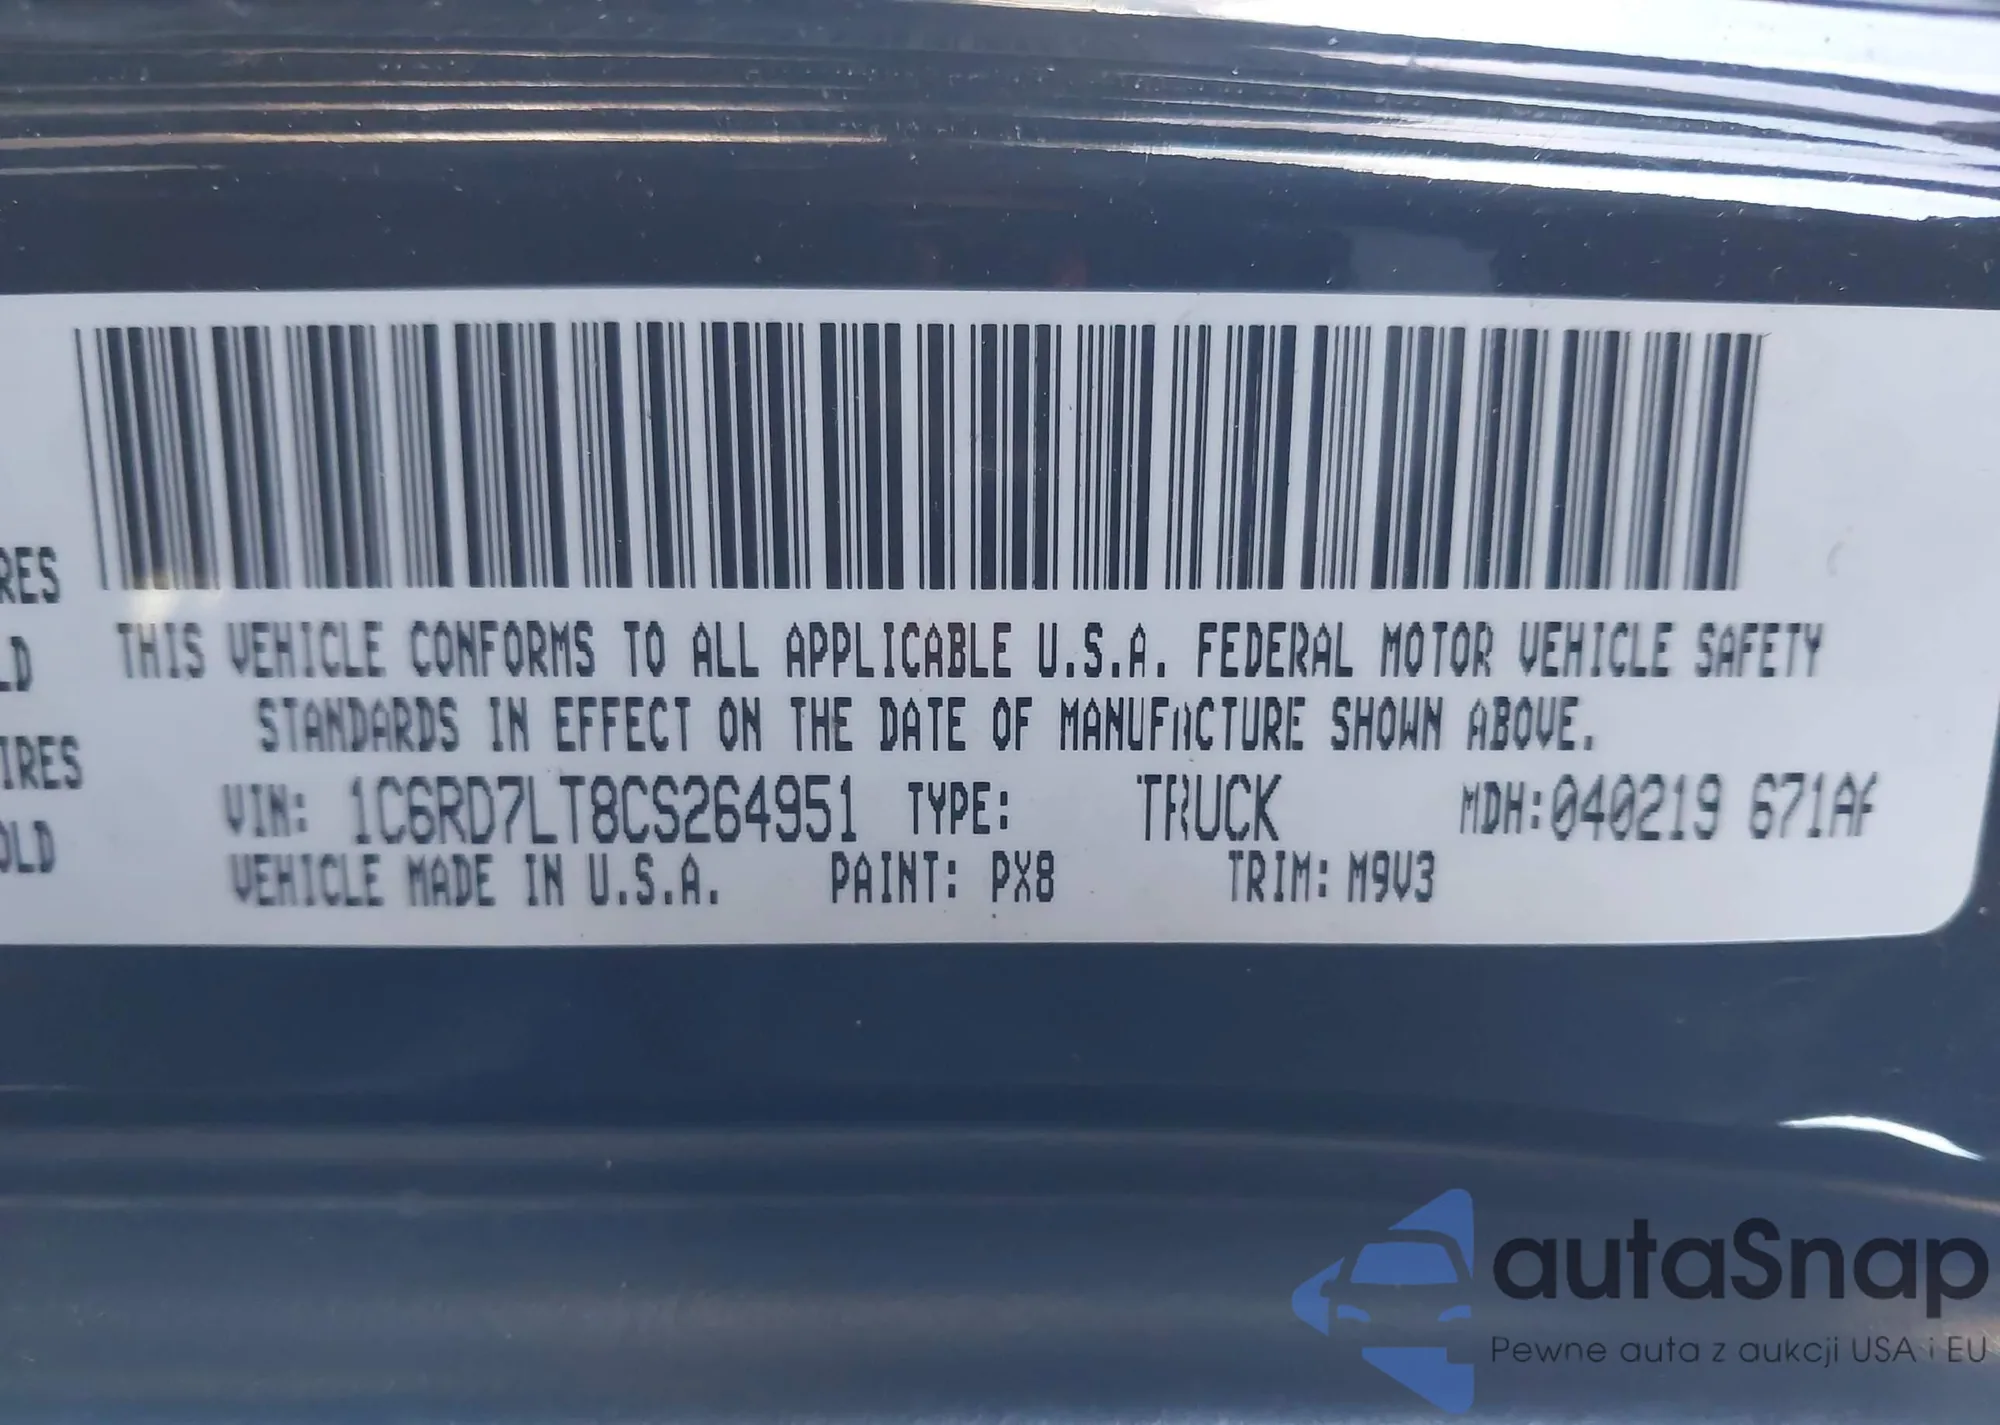 RES
LD
IRES
OLD
THIS VEHICLE CONFORMS TO ALL APPLICABLE U.S.A. FEDERAL MOTOR VEHICLE SAFETY
STANDARDS IN EFFECT ON THE DATE OF MANUFACTURE SHOWN ABOVE.
VIN: 1C6RD7LT8CS264951 TYPE: TRUCK MDH:040219 671AF
VEHICLE MADE IN U.S.A. PAINT: PX8 TRIM: M9V3
autaSnap
Pewne auta z aukcji USA i EU